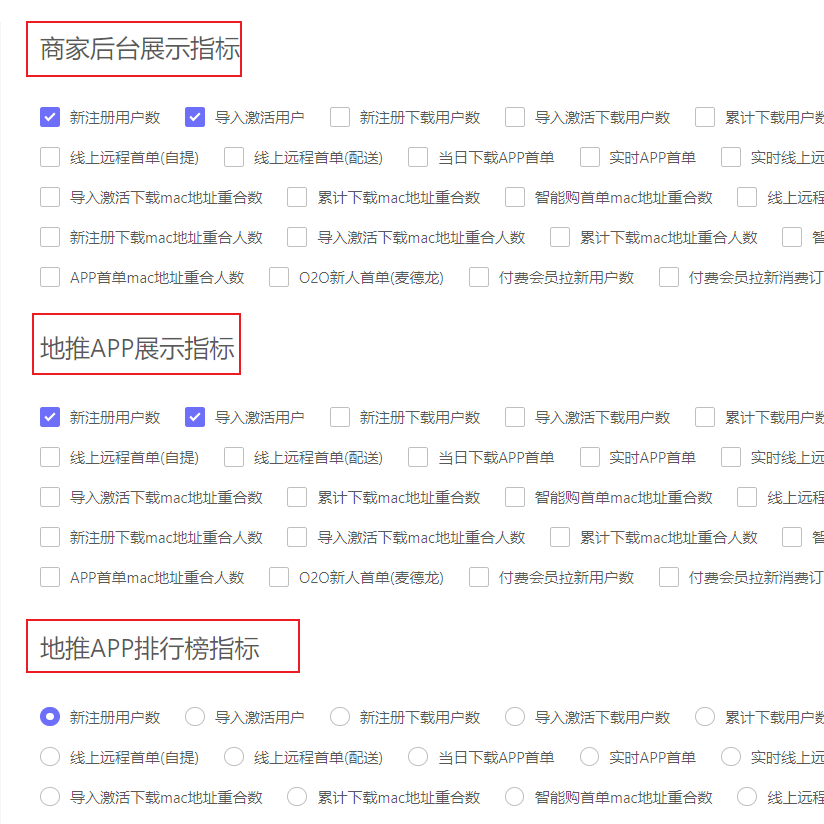 商家后台展示指标
新注册用户数 导入激活用户 新注册下载用户数 导入激活下载用户数 累计下载用户数
线上远程首单(自提) 线上远程首单(配送) 当日下载APP首单 实时APP首单 实时线上远
导入激活下载mac地址重合数 累计下载mac地址重合数 智能购首单mac地址重合数 线上远程
新注册下载mac地址重合人数 导入激活下载mac地址重合人数 累计下载mac地址重合人数 智
APP首单mac地址重合人数 O2O新人首单(麦德龙) 付费会员拉新用户数 付费会员拉新消费订
地推APP展示指标
新注册用户数 导入激活用户 新注册下载用户数 导入激活下载用户数 累计下载用户数
线上远程首单(自提) 线上远程首单(配送) 当日下载APP首单 实时APP首单 实时线上远
导入激活下载mac地址重合数 累计下载mac地址重合数 智能购首单mac地址重合数 线上远程
新注册下载mac地址重合人数 导入激活下载mac地址重合人数 累计下载mac地址重合人数 智
APP首单mac地址重合人数 O2O新人首单(麦德龙) 付费会员拉新用户数 付费会员拉新消费订
地推APP排行榜指标
新注册用户数 导入激活用户 新注册下载用户数 导入激活下载用户数 累计下载用户数
线上远程首单(自提) 线上远程首单(配送) 当日下载APP首单 实时APP首单 实时线上远
导入激活下载mac地址重合数 累计下载mac地址重合数 智能购首单mac地址重合数 线上远程